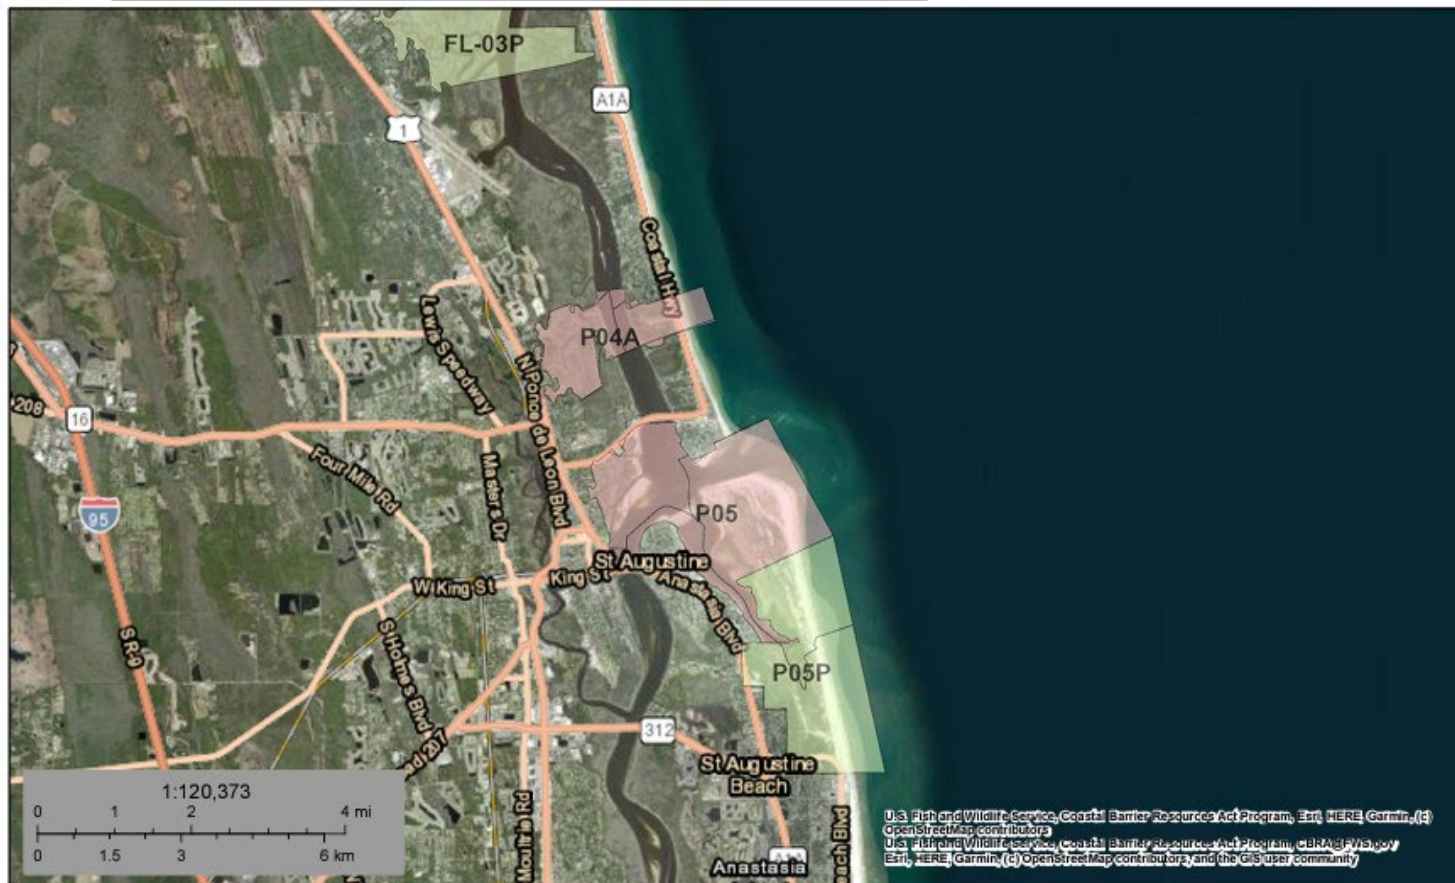 FL-03P
A1A
1
Coastal Hwy
P04A
Lewis Speedway
N Ponce de Leon Blvd
208
16
Four Mile Rd
Masters Dr
95
P05
St Augustine
W King St
King St
Anastasia Blvd
SR-9
S Holmes Blvd
P05P
207
312
St Augustine
Beach
Moultrie Rd
each Blvd
Anastasia
1:120,373
0 1 2 4 mi
0 1.5 3 6 km
U.S. Fish and Wildlife Service, Coastal Barrier Resources Act Program, Esri, HERE, Garmin, (c)
OpenStreetMap contributors
U.S. Fish and Wildlife Service, Coastal Barrier Resources Act Program, CBRA@FWS.gov
Esri, HERE, Garmin, (c) OpenStreetMap contributors, and the GIS user community